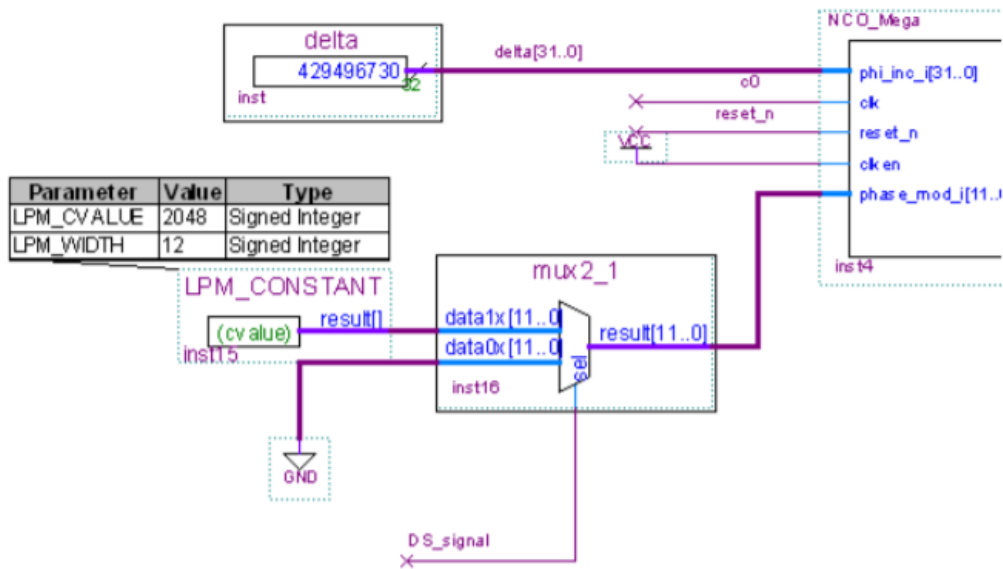 NCO_Mega
delta
429496730
32
inst
delta[31..0]
phi_inc_i[31..0]
c0
clk
reset_n
reset_n
VCC
clken
phase_mod_i[11..
inst4
Parameter Value Type
LPM_CVALUE 2048 Signed Integer
LPM_WIDTH 12 Signed Integer
LPM_CONSTANT
(cvalue)
result[]
inst15
mux2_1
data1x[11..0]
data0x[11..0]
result[11..0]
sel
inst16
GND
DS_signal